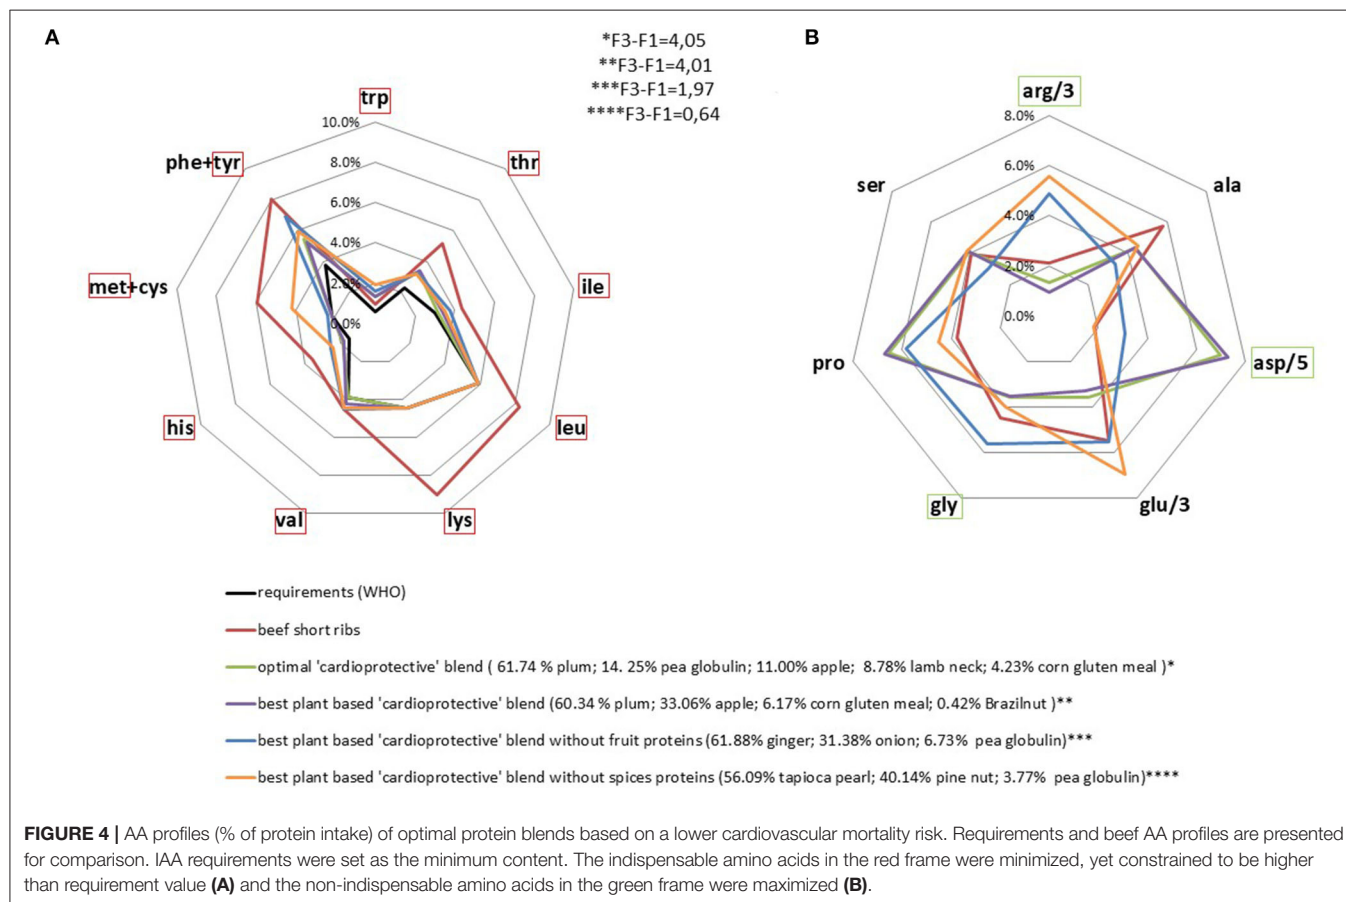 A
*F3-F1=4,05
**F3-F1=4,01
***F3-F1=1,97
****F3-F1=0,64
trp
10.0%
8.0%
6.0%
4.0%
2.0%
0.0%
phe+tyr
thr
met+cys
ile
his
leu
val
lys
B
arg/3
8.0%
6.0%
4.0%
2.0%
0.0%
ser
ala
pro
asp/5
gly
glu/3
requirements (WHO)
beef short ribs
optimal 'cardioprotective' blend ( 61.74 % plum; 14. 25% pea globulin; 11.00% apple; 8.78% lamb neck; 4.23% corn gluten meal )*
best plant based 'cardioprotective' blend (60.34 % plum; 33.06% apple; 6.17% corn gluten meal; 0.42% Brazilnut )**
best plant based 'cardioprotective' blend without fruit proteins (61.88% ginger; 31.38% onion; 6.73% pea globulin)***
best plant based 'cardioprotective' blend without spices proteins (56.09% tapioca pearl; 40.14% pine nut; 3.77% pea globulin)****
FIGURE 4 | AA profiles (% of protein intake) of optimal protein blends based on a lower cardiovascular mortality risk. Requirements and beef AA profiles are presented
for comparison. IAA requirements were set as the minimum content. The indispensable amino acids in the red frame were minimized, yet constrained to be higher
than requirement value (A) and the non-indispensable amino acids in the green frame were maximized (B).